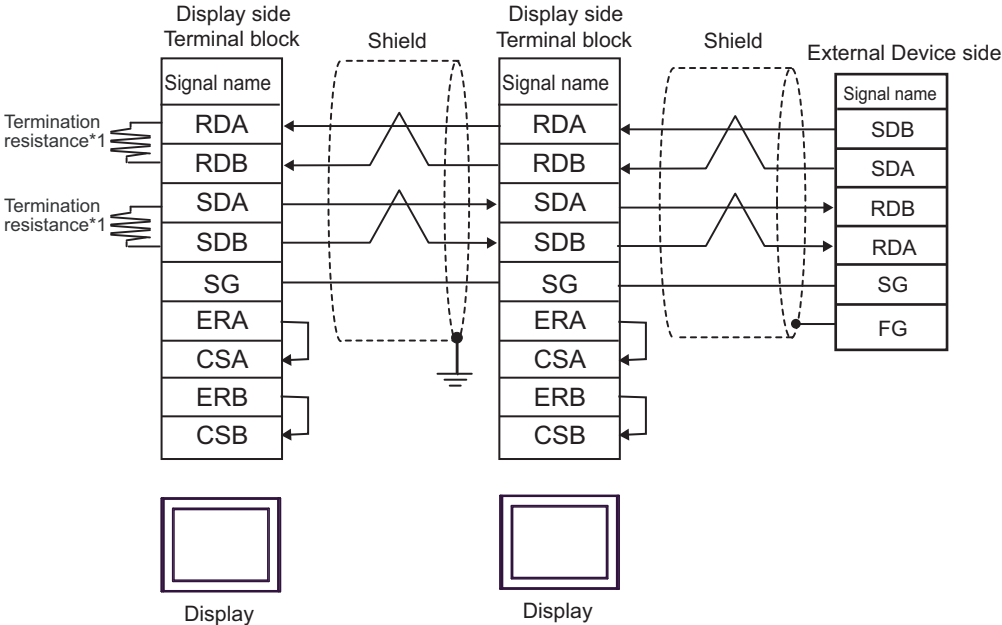 Display side
Terminal block
Shield
Display side
Terminal block
Shield
External Device side
Signal name
RDA
RDB
SDA
SDB
SG
ERA
CSA
ERB
CSB
Termination
resistance*1
Termination
resistance*1
Signal name
RDA
RDB
SDA
SDB
SG
ERA
CSA
ERB
CSB
Signal name
SDB
SDA
RDB
RDA
SG
FG
Display
Display